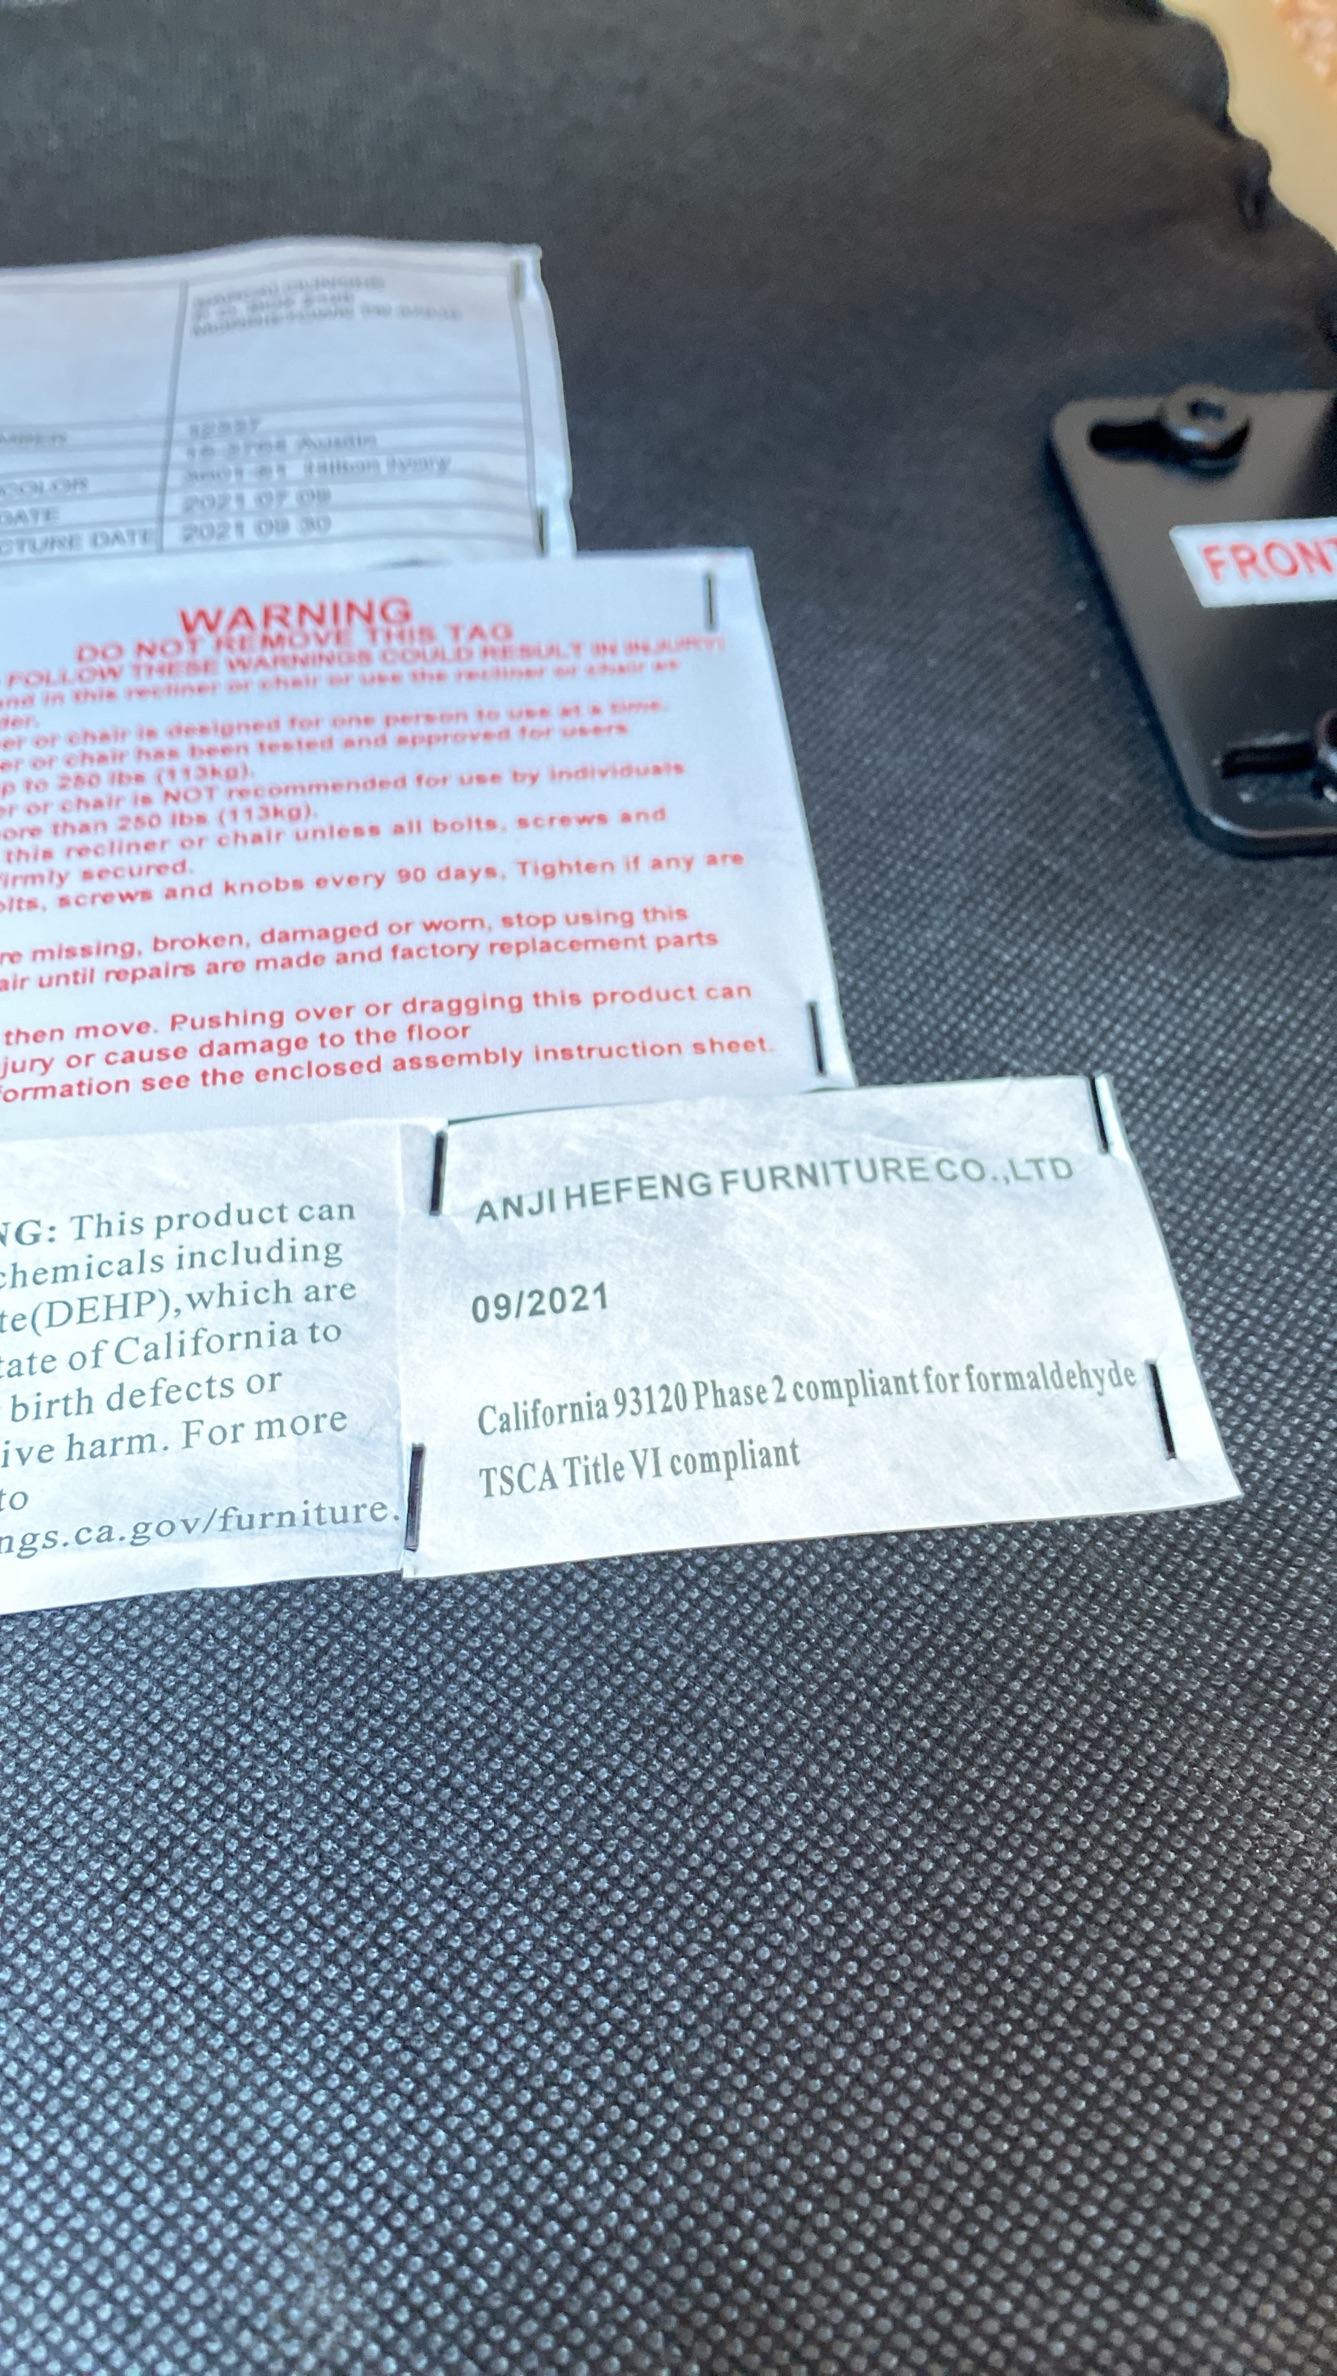 COLOR
DATE
2021 07 09
CTURE DATE
2021 09 30
FRONT
WARNING
DO NOT REMOVE THIS TAG
FOLLOW THESE WARNINGS COULD RESULT IN INJURY!
and in this recliner or chair or use the recliner or chair as
der.
er or chair is designed for one person to use at a time.
er or chair has been tested and approved for users
p to 250 lbs (113kg).
er or chair is NOT recommended for use by individuals
ore than 250 lbs (113kg).
this recliner or chair unless all bolts, screws and
firmly secured.
olts, screws and knobs every 90 days, Tighten if any are
re missing, broken, damaged or worn, stop using this
air until repairs are made and factory replacement parts
then move. Pushing over or dragging this product can
jury or cause damage to the floor
ormation see the enclosed assembly instruction sheet.
NG: This product can
chemicals including
te(DEHP), which are
tate of California to
birth defects or
ive harm. For more
to
ngs.ca.gov/furniture.
ANJI HEFENG FURNITURE CO.,LTD
09/2021
California 93120 Phase 2 compliant for formaldehyde
TSCA Title VI compliant